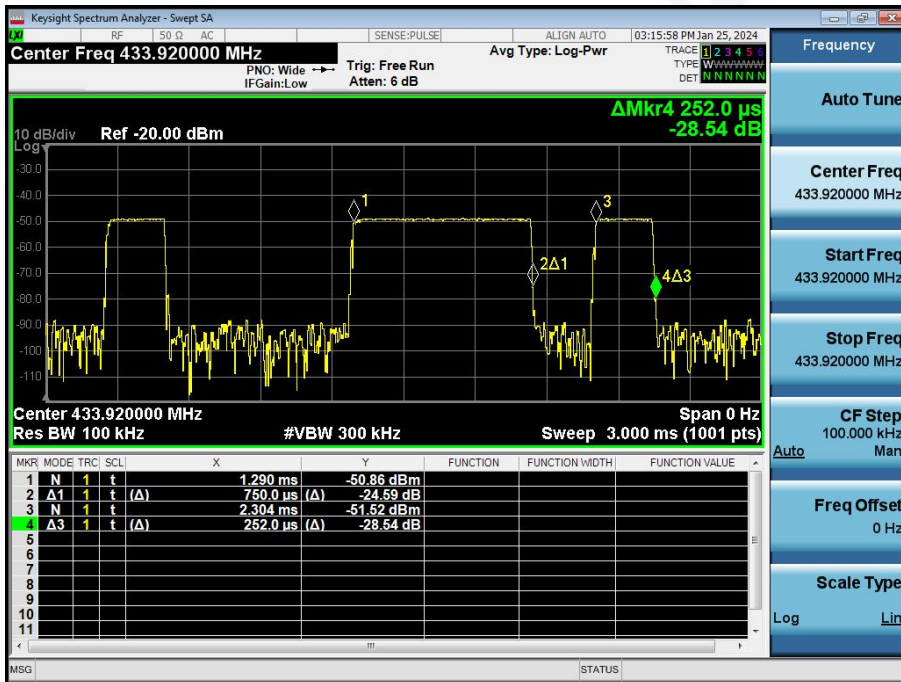 Keysight Spectrum Analyzer - Swept SA
LXI RF 50 Ω AC SENSE:PULSE ALIGN AUTO 03:15:58 PM Jan 25, 2024
Center Freq 433.920000 MHz
PNO: Wide
IFGain:Low
Trig: Free Run
Atten: 6 dB
Avg Type: Log-Pwr
TRACE 1 2 3 4 5 6
TYPE WWWWWW
DET N N N N N N
ΔMkr4 252.0 µs
-28.54 dB
10 dB/div Ref -20.00 dBm
Log
-30.0
-40.0
-50.0
-60.0
-70.0
-80.0
-90.0
-100
-110
1
2Δ1
3
4Δ3
Center 433.920000 MHz Span 0 Hz
Res BW 100 kHz #VBW 300 kHz Sweep 3.000 ms (1001 pts)
MKR MODE TRC SCL X Y FUNCTION FUNCTION WIDTH FUNCTION VALUE
1 N 1 t 1.290 ms -50.86 dBm
2 Δ1 1 t (Δ) 750.0 µs (Δ) -24.59 dB
3 N 1 t 2.304 ms -51.52 dBm
4 Δ3 1 t (Δ) 252.0 µs (Δ) -28.54 dB
5
6
7
8
9
10
11
MSG STATUS
Frequency
Auto Tune
Center Freq
433.920000 MHz
Start Freq
433.920000 MHz
Stop Freq
433.920000 MHz
CF Step
100.000 kHz
Auto Man
Freq Offset
0 Hz
Scale Type
Log Lin